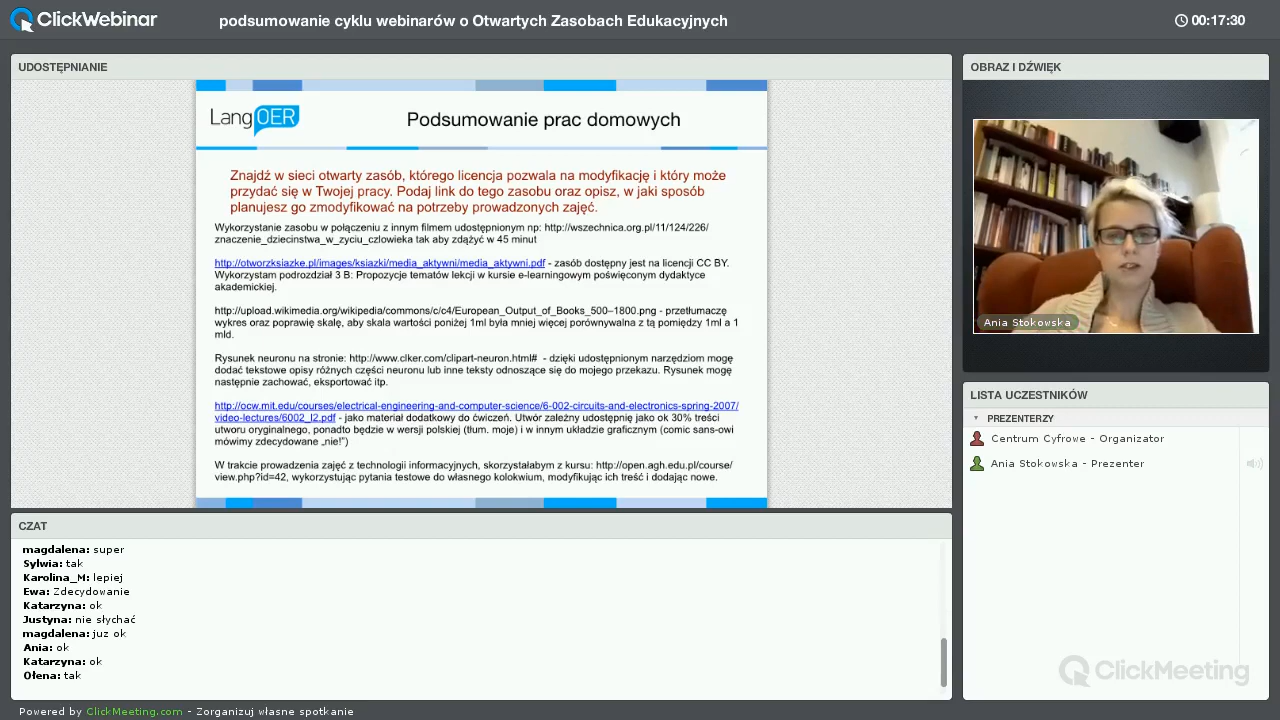 ClickWebinar
podsumowanie cyklu webinarów o Otwartych Zasobach Edukacyjnych
00:17:30
UDOSTĘPNIANIE
LangOER
Podsumowanie prac domowych
Znajdź w sieci otwarty zasób, którego licencja pozwala na modyfikację i który może
przydać się w Twojej pracy. Podaj link do tego zasobu oraz opisz, w jaki sposób
planujesz go zmodyfikować na potrzeby prowadzonych zajęć.
Wykorzystanie zasobu w połączeniu z innym filmem udostępnionym np: http://wszechnica.org.pl/11/124/226/
znaczenie_dziecinstwa_w_zyciu_czlowieka tak aby zdążyć w 45 minut
http://otworzksiazke.pl/images/ksiazki/media_aktywni/media_aktywni.pdf - zasób dostępny jest na licencji CC BY.
Wykorzystam podrozdział 3 B: Propozycje tematów lekcji w kursie e-learningowym poświęconym dydaktyce
akademickiej.
http://upload.wikimedia.org/wikipedia/commons/c/c4/European_Output_of_Books_500–1800.png - przetłumaczę
wykres oraz poprawię skalę, aby skala wartości poniżej 1ml była mniej więcej porównywalna z tą pomiędzy 1ml a 1
mld.
Rysunek neuronu na stronie: http://www.clker.com/clipart-neuron.html# - dzięki udostępnionym narzędziom mogę
dodać tekstowe opisy różnych części neuronu lub inne teksty odnoszące się do mojego przekazu. Rysunek mogę
następnie zachować, eksportować itp.
http://ocw.mit.edu/courses/electrical-engineering-and-computer-science/6-002-circuits-and-electronics-spring-2007/
video-lectures/6002_l2.pdf - jako materiał dodatkowy do ćwiczeń. Utwór zależny udostępnię jako ok 30% treści
utworu oryginalnego, ponadto będzie w wersji polskiej (tłum. moje) i w innym układzie graficznym (comic sans-owi
mówimy zdecydowane „nie!”)
W trakcie prowadzenia zajęć z technologii informacyjnych, skorzystałabym z kursu: http://open.agh.edu.pl/course/
view.php?id=42, wykorzystując pytania testowe do własnego kolokwium, modyfikując ich treść i dodając nowe.
OBRAZ I DŹWIĘK
Ania Stokowska
LISTA UCZESTNIKÓW
PREZENTERZY
Centrum Cyfrowe - Organizator
Ania Stokowska - Prezenter
CZAT
magdalena: super
Sylwia: tak
Karolina_M: lepiej
Ewa: Zdecydowanie
Katarzyna: ok
Justyna: nie słychać
magdalena: juz ok
Ania: ok
Katarzyna: ok
Ołena: tak
ClickMeeting
Powered by ClickMeeting.com - Zorganizuj własne spotkanie